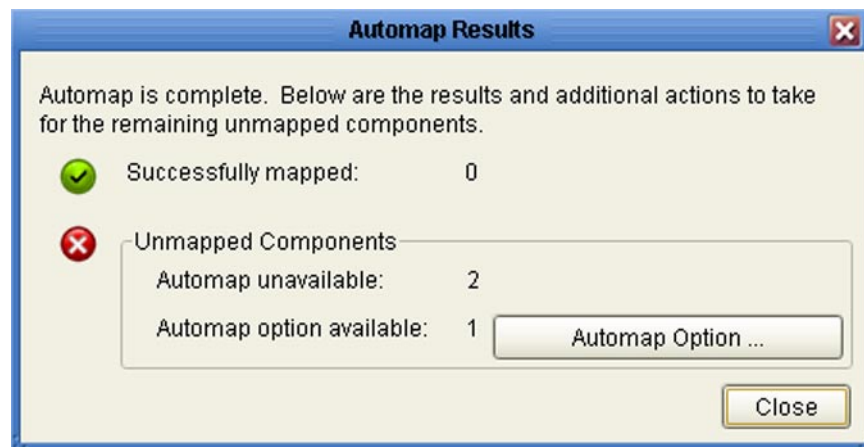 Automap Results
Automap is complete. Below are the results and additional actions to take
for the remaining unmapped components.
Successfully mapped: 0
Unmapped Components
Automap unavailable: 2
Automap option available: 1 Automap Option ...
Close